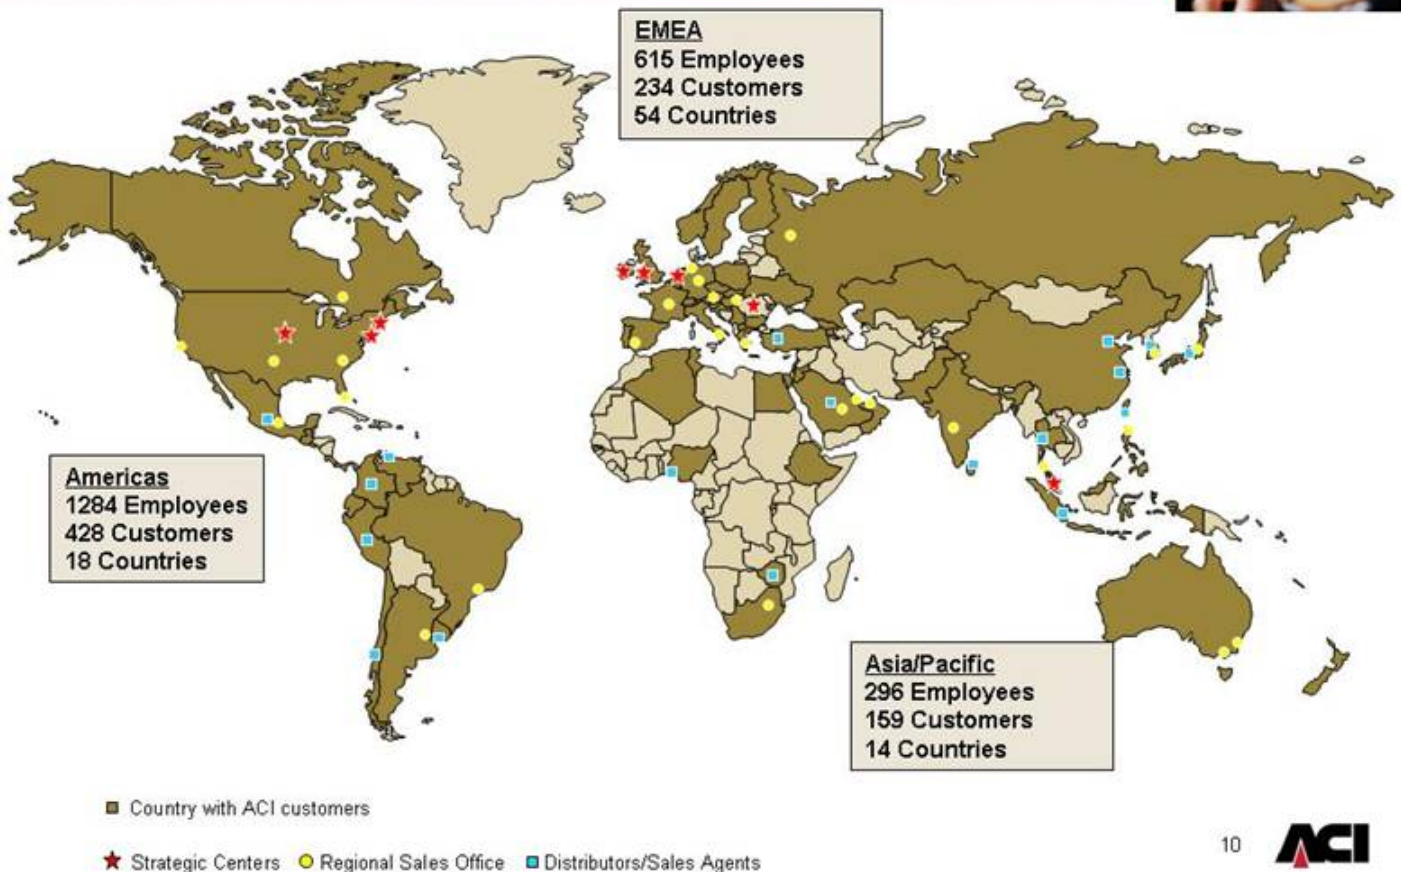 EMEA
615 Employees
234 Customers
54 Countries
Americas
1284 Employees
428 Customers
18 Countries
Asia/Pacific
296 Employees
159 Customers
14 Countries
Country with ACI customers
Strategic Centers Regional Sales Office Distributors/Sales Agents
10
ACI